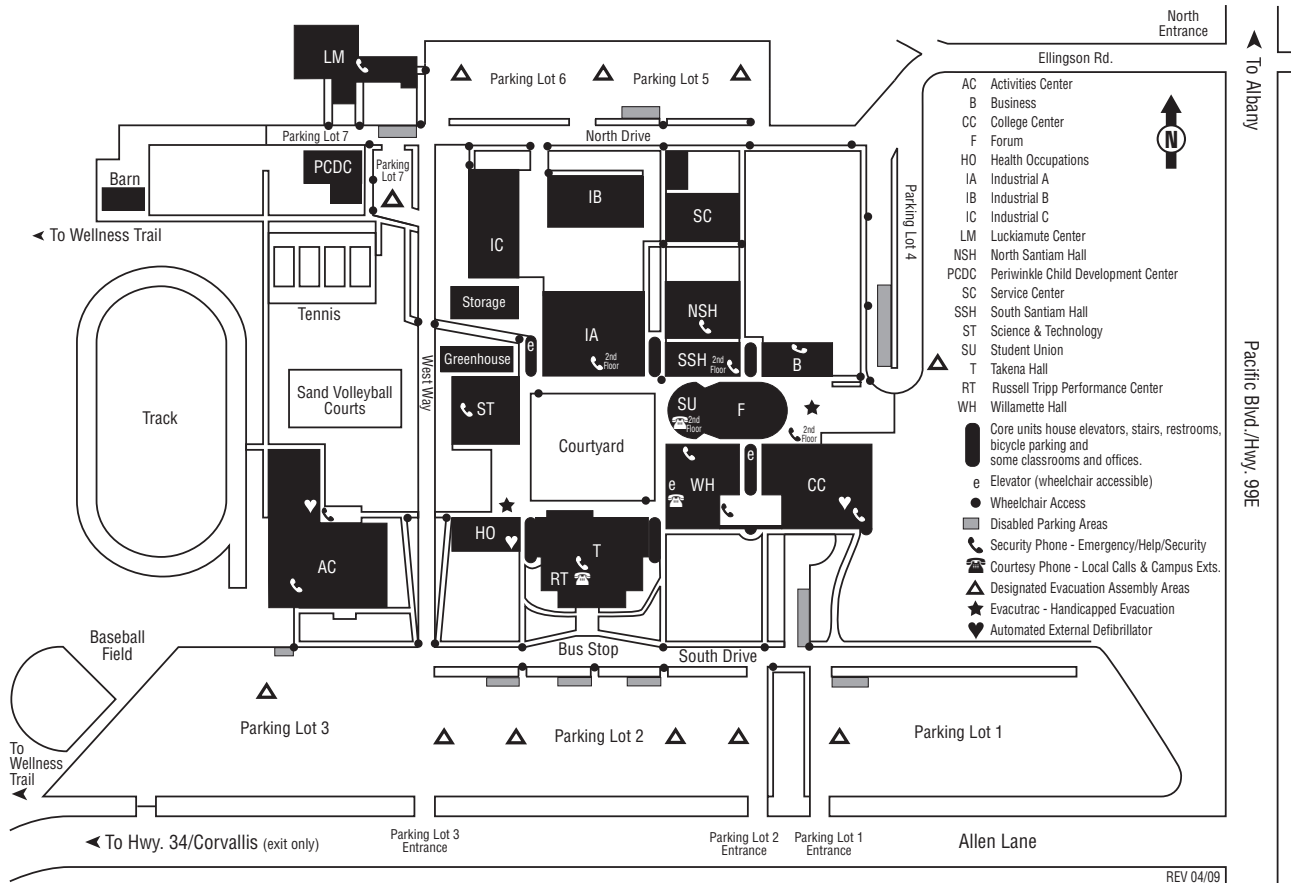 North
Entrance
Ellingson Rd.
To Albany
Pacific Blvd./Hwy. 99E
N
LM
Parking Lot 6
Parking Lot 5
Parking Lot 7
North Drive
PCDC
Parking
Lot 7
Barn
To Wellness Trail
IC
IB
SC
Parking Lot 4
Tennis
Storage
IA
2nd
Floor
NSH
e
Greenhouse
SSH
2nd
Floor
B
West Way
Track
Sand Volleyball
Courts
ST
Courtyard
SU
2nd
Floor
F
2nd
Floor
e
e
WH
CC
HO
AC
T
RT
Baseball
Field
Bus Stop
South Drive
Parking Lot 3
Parking Lot 2
Parking Lot 1
To
Wellness
Trail
To Hwy. 34/Corvallis (exit only)
Parking Lot 3
Entrance
Parking Lot 2
Entrance
Parking Lot 1
Entrance
Allen Lane
AC Activities Center
B Business
CC College Center
F Forum
HO Health Occupations
IA Industrial A
IB Industrial B
IC Industrial C
LM Luckiamute Center
NSH North Santiam Hall
PCDC Periwinkle Child Development Center
SC Service Center
SSH South Santiam Hall
ST Science & Technology
SU Student Union
T Takena Hall
RT Russell Tripp Performance Center
WH Willamette Hall
Core units house elevators, stairs, restrooms,
bicycle parking and
some classrooms and offices.
e Elevator (wheelchair accessible)
Wheelchair Access
Disabled Parking Areas
Security Phone - Emergency/Help/Security
Courtesy Phone - Local Calls & Campus Exts.
Designated Evacuation Assembly Areas
Evacutrac - Handicapped Evacuation
Automated External Defibrillator
REV 04/09